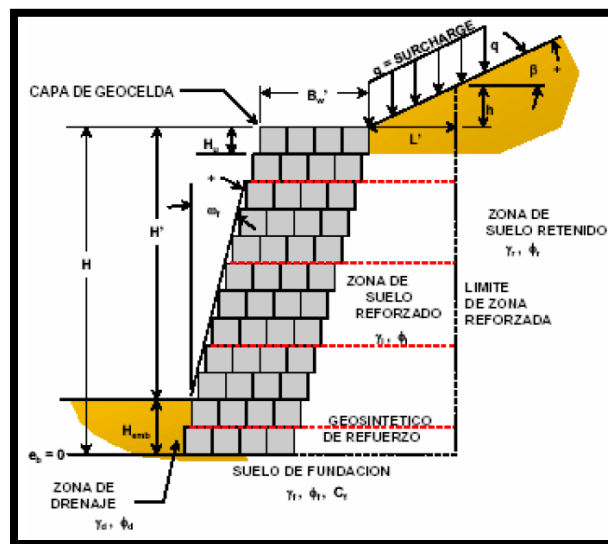 q = SURCHARGE
q
β
+
CAPA DE GEOCELDA
Bw'
h
Hu
L'
+
ωf
H
H'
ZONA DE
SUELO RETENIDO
γr , ϕr
ZONA DE
SUELO
REFORZADO
γi , ϕi
LIMITE
DE ZONA
REFORZADA
Hemb
GEOSINTETICO
DE REFUERZO
eb = 0
SUELO DE FUNDACION
γf , ϕf , Cf
ZONA DE
DRENAJE
γd , ϕd